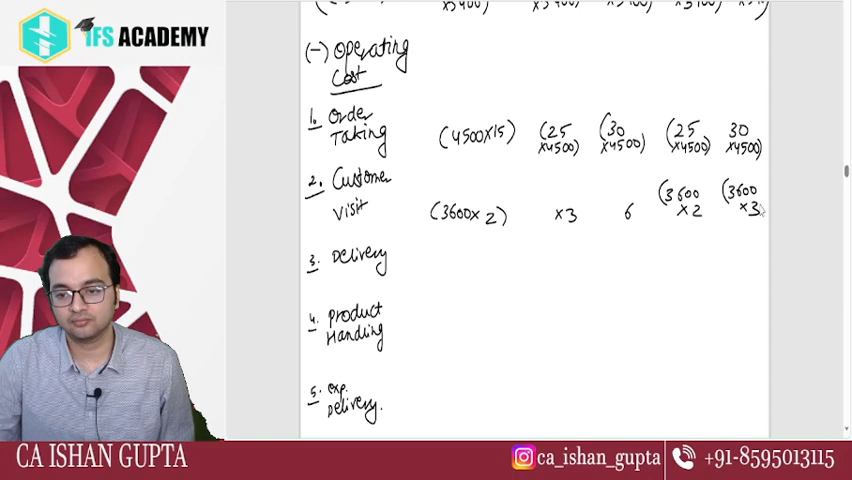 IFS ACADEMY
x5400
(-) Operating
Cost
1. Order
Taking
(4500x15)
(25
x4500)
(30
x4500)
(25
x4500)
30
x4500)
2. Customer
Visit
(3600x2)
x3
6
(3600
x2
(3600
x3
3. Delivery
4. Product
Handling
5. exp.
Delivery.
CA ISHAN GUPTA
ca_ishan_gupta
+91-8595013115